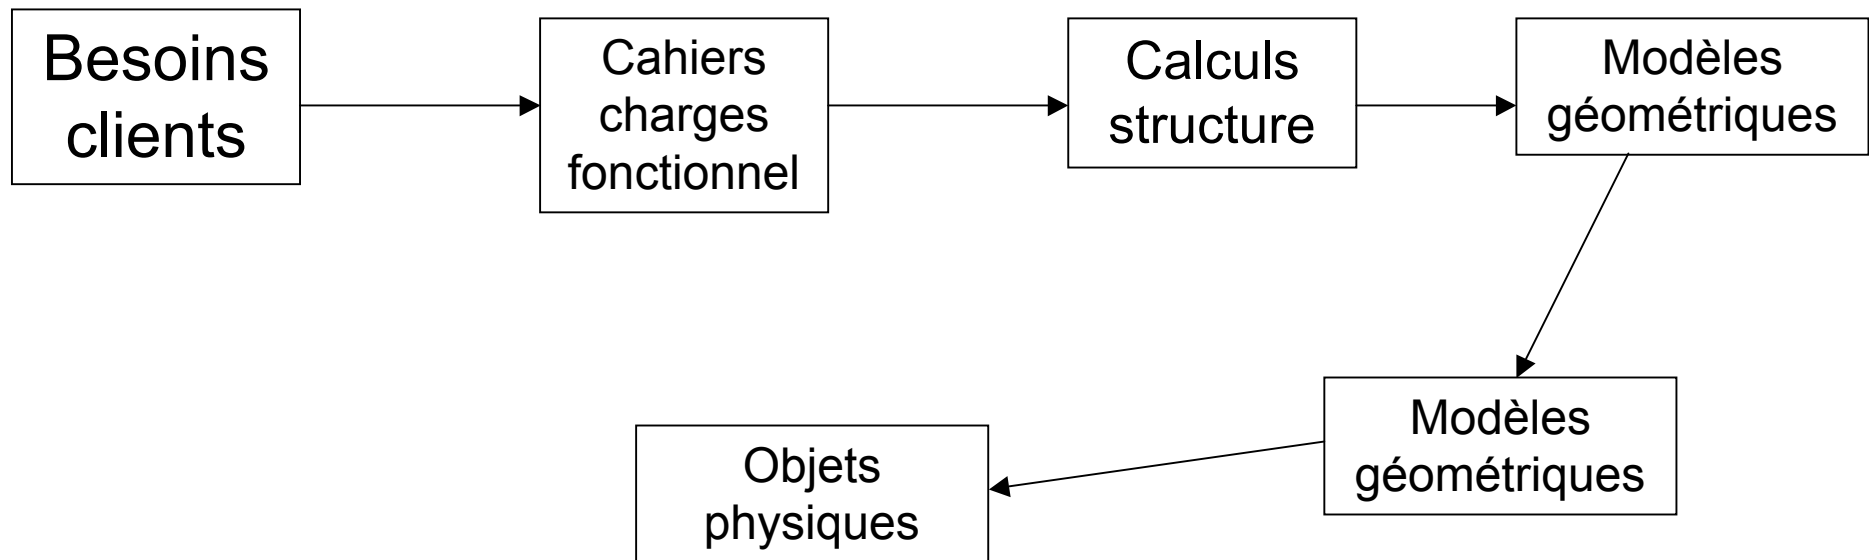 Besoins
clients
Cahiers
charges
fonctionnel
Calculs
structure
Modèles
géométriques
Modèles
géométriques
Objets
physiques